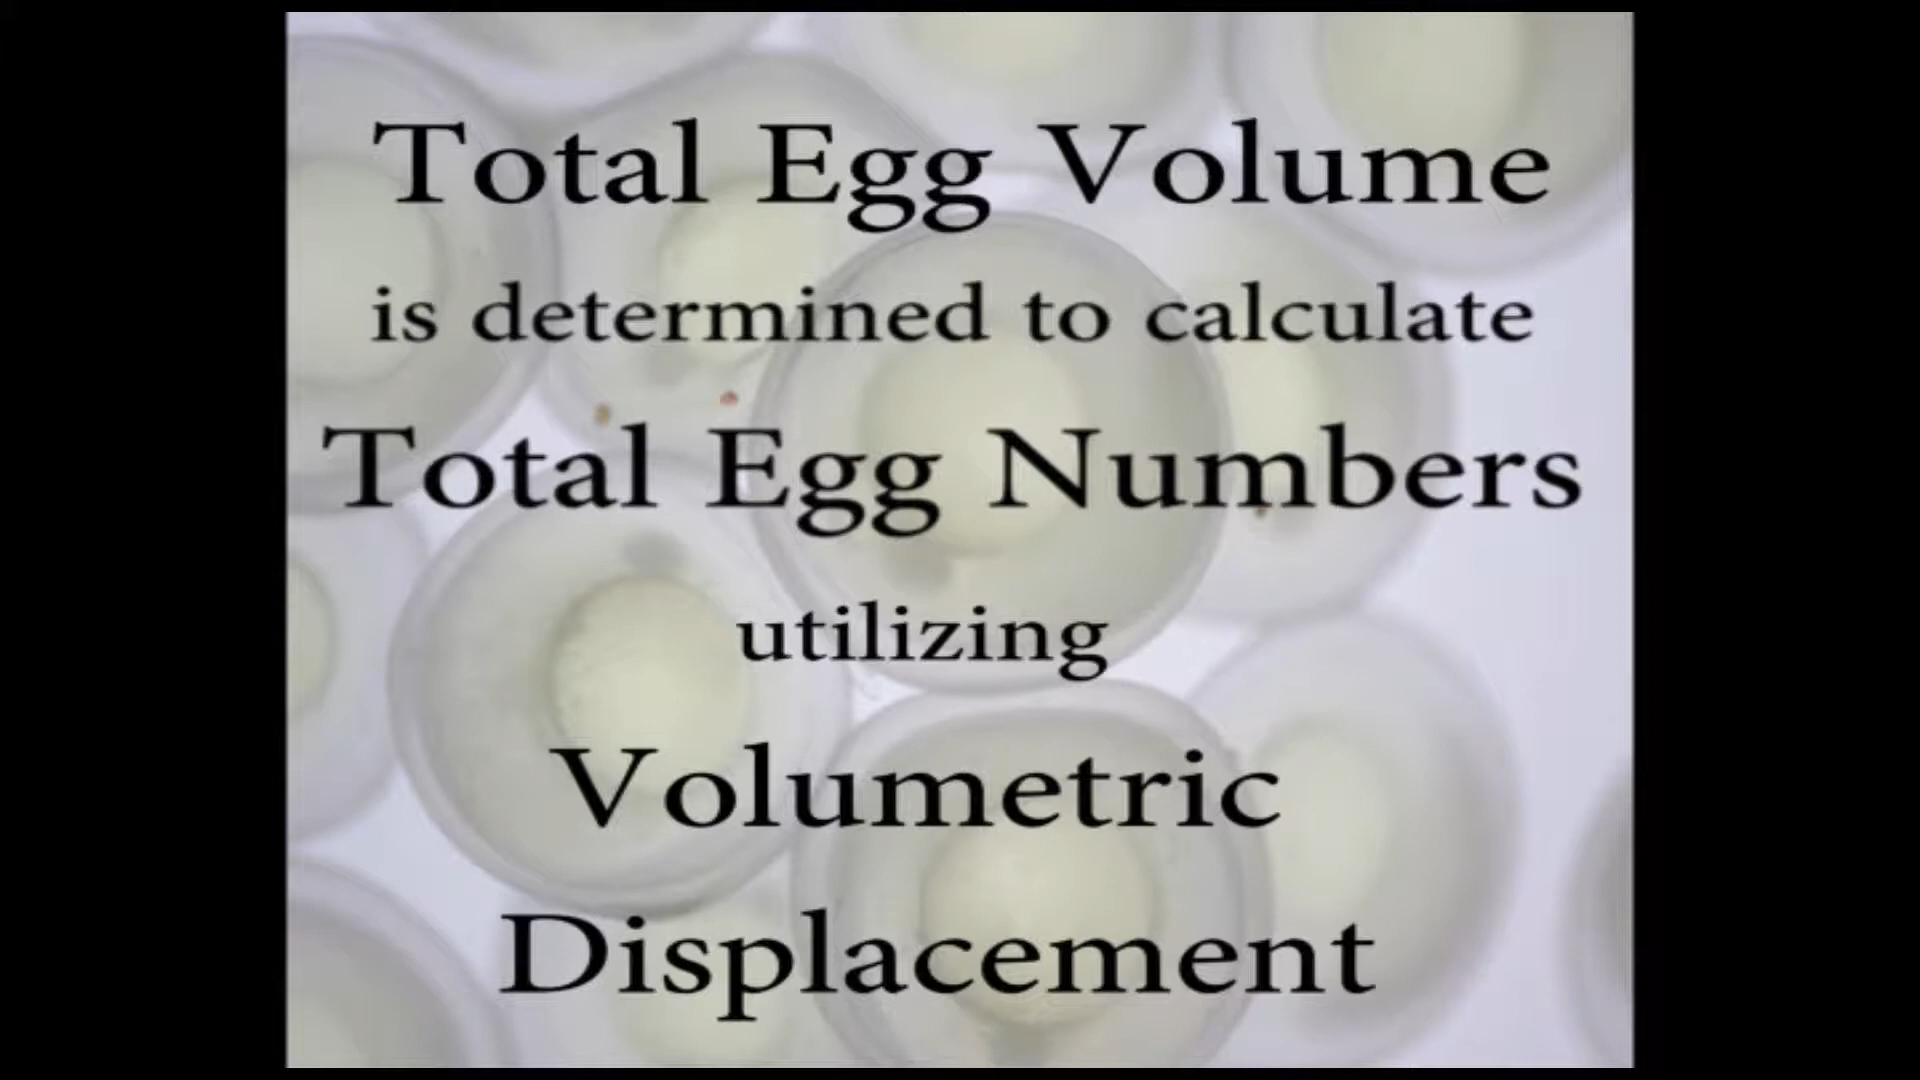 Total Egg Volume
is determined to calculate
Total Egg Numbers
utilizing
Volumetric
Displacement